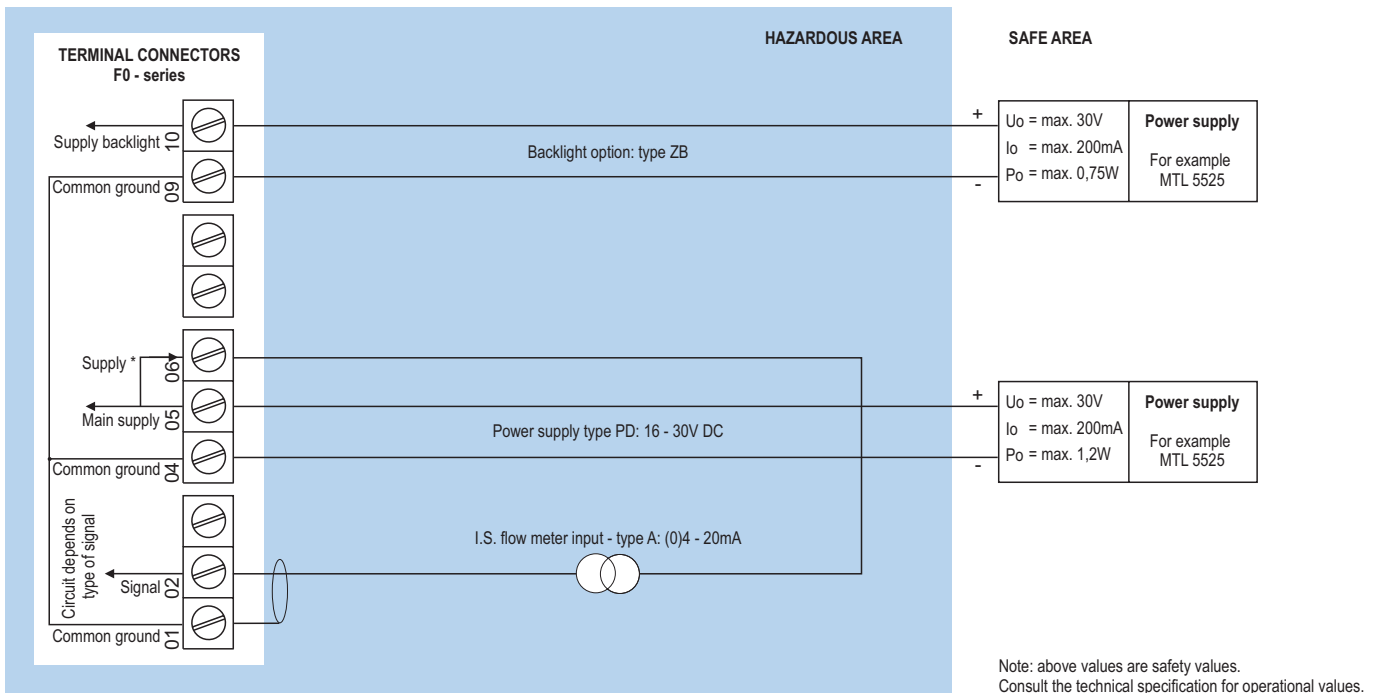 HAZARDOUS AREA
SAFE AREA
TERMINAL CONNECTORS
F0 - series
Supply backlight
10
Common ground
09
Backlight option: type ZB
+
-
Uo = max. 30V
Io = max. 200mA
Po = max. 0,75W
Power supply
For example
MTL 5525
Supply *
06
Main supply
05
Common ground
04
Power supply type PD: 16 - 30V DC
+
-
Uo = max. 30V
Io = max. 200mA
Po = max. 1,2W
Power supply
For example
MTL 5525
Circuit depends on
type of signal
Signal
02
Common ground
01
I.S. flow meter input - type A: (0)4 - 20mA
Note: above values are safety values.
Consult the technical specification for operational values.